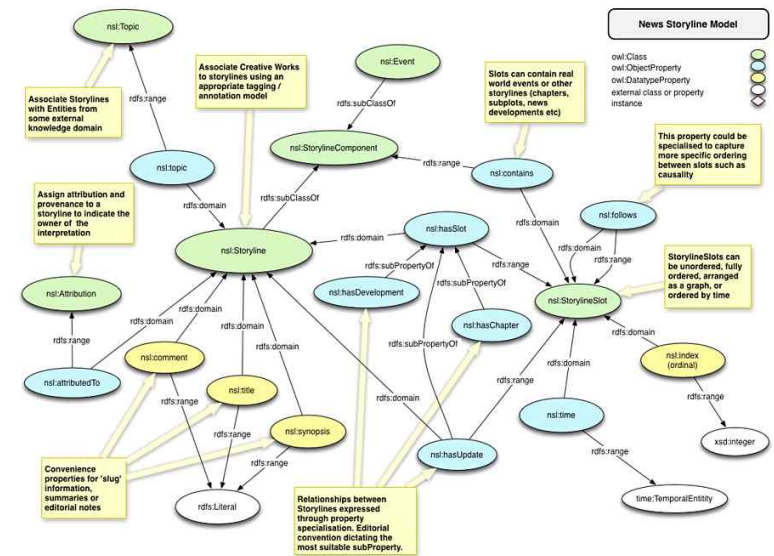 nsl:Topic
News Storyline Model
owl:Class
owl:ObjectProperty
owl:DatatypeProperty
external class or property
instance
Associate Creative Works
to storylines using an
appropriate tagging /
annotation model
nsl:Event
Slots can contain real
world events or other
storylines (chapters,
subplots, news
developments etc)
Associate Storylines
with Entities from
some external
knowledge domain
rdfs:range
rdfs:subClassOf
This property could be
specialised to capture
more specific ordering
between slots such as
causality
nsl:StorylineComponent
rdfs:range
nsl:topic
nsl:contains
Assign attribution and
provenance to a
storyline to indicate the
owner of the
interpretation
rdfs:domain
rdfs:subClassOf
rdfs:domain
nsl:follows
nsl:hasSlot
rdfs:domain
nsl:Storyline
rdfs:domain
rdfs:range
rdfs:subPropertyOf
rdfs:range
rdfs:subPropertyOf
StorylineSlots can
be unordered, fully
ordered, arranged
as a graph, or
ordered by time
nsl:Attribution
nsl:hasDevelopment
nsl:StorylineSlot
rdfs:domain
rdfs:domain
nsl:hasChapter
rdfs:domain
rdfs:range
rdfs:domain
rdfs:subPropertyOf
nsl:comment
rdfs:domain
nsl:index
(ordinal)
nsl:attributedTo
nsl:title
rdfs:range
rdfs:range
rdfs:domain
rdfs:range
nsl:time
nsl:synopsis
rdfs:range
xsd:integer
nsl:hasUpdate
rdfs:range
rdfs:range
Convenience
properties for 'slug'
information,
summaries or
editorial notes
rdfs:Literal
Relationships between
Storylines expressed
through property
specialisation. Editorial
convention dictating the
most suitable subProperty.
time:TemporalEntitity